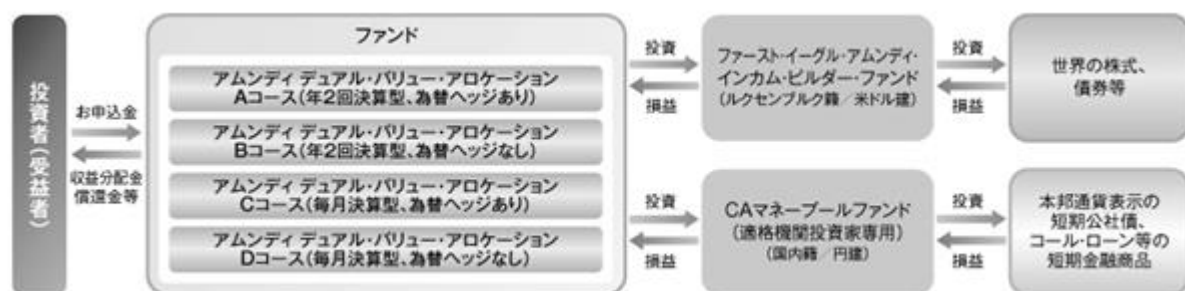 投資者(受益者)
お申込金
収益分配金
償還金等
ファンド
アムンディ デュアル・バリュー・アロケーション
Aコース(年2回決算型、為替ヘッジあり)
アムンディ デュアル・バリュー・アロケーション
Bコース(年2回決算型、為替ヘッジなし)
アムンディ デュアル・バリュー・アロケーション
Cコース(毎月決算型、為替ヘッジあり)
アムンディ デュアル・バリュー・アロケーション
Dコース(毎月決算型、為替ヘッジなし)
投資
損益
ファースト・イーグル・アムンディ・
インカム・ビルダー・ファンド
(ルクセンブルク籍/米ドル建)
投資
損益
世界の株式、
債券等
投資
損益
CAマネープールファンド
(適格機関投資家専用)
(国内籍/円建)
投資
損益
本邦通貨表示の
短期公社債、
コール・ローン等の
短期金融商品